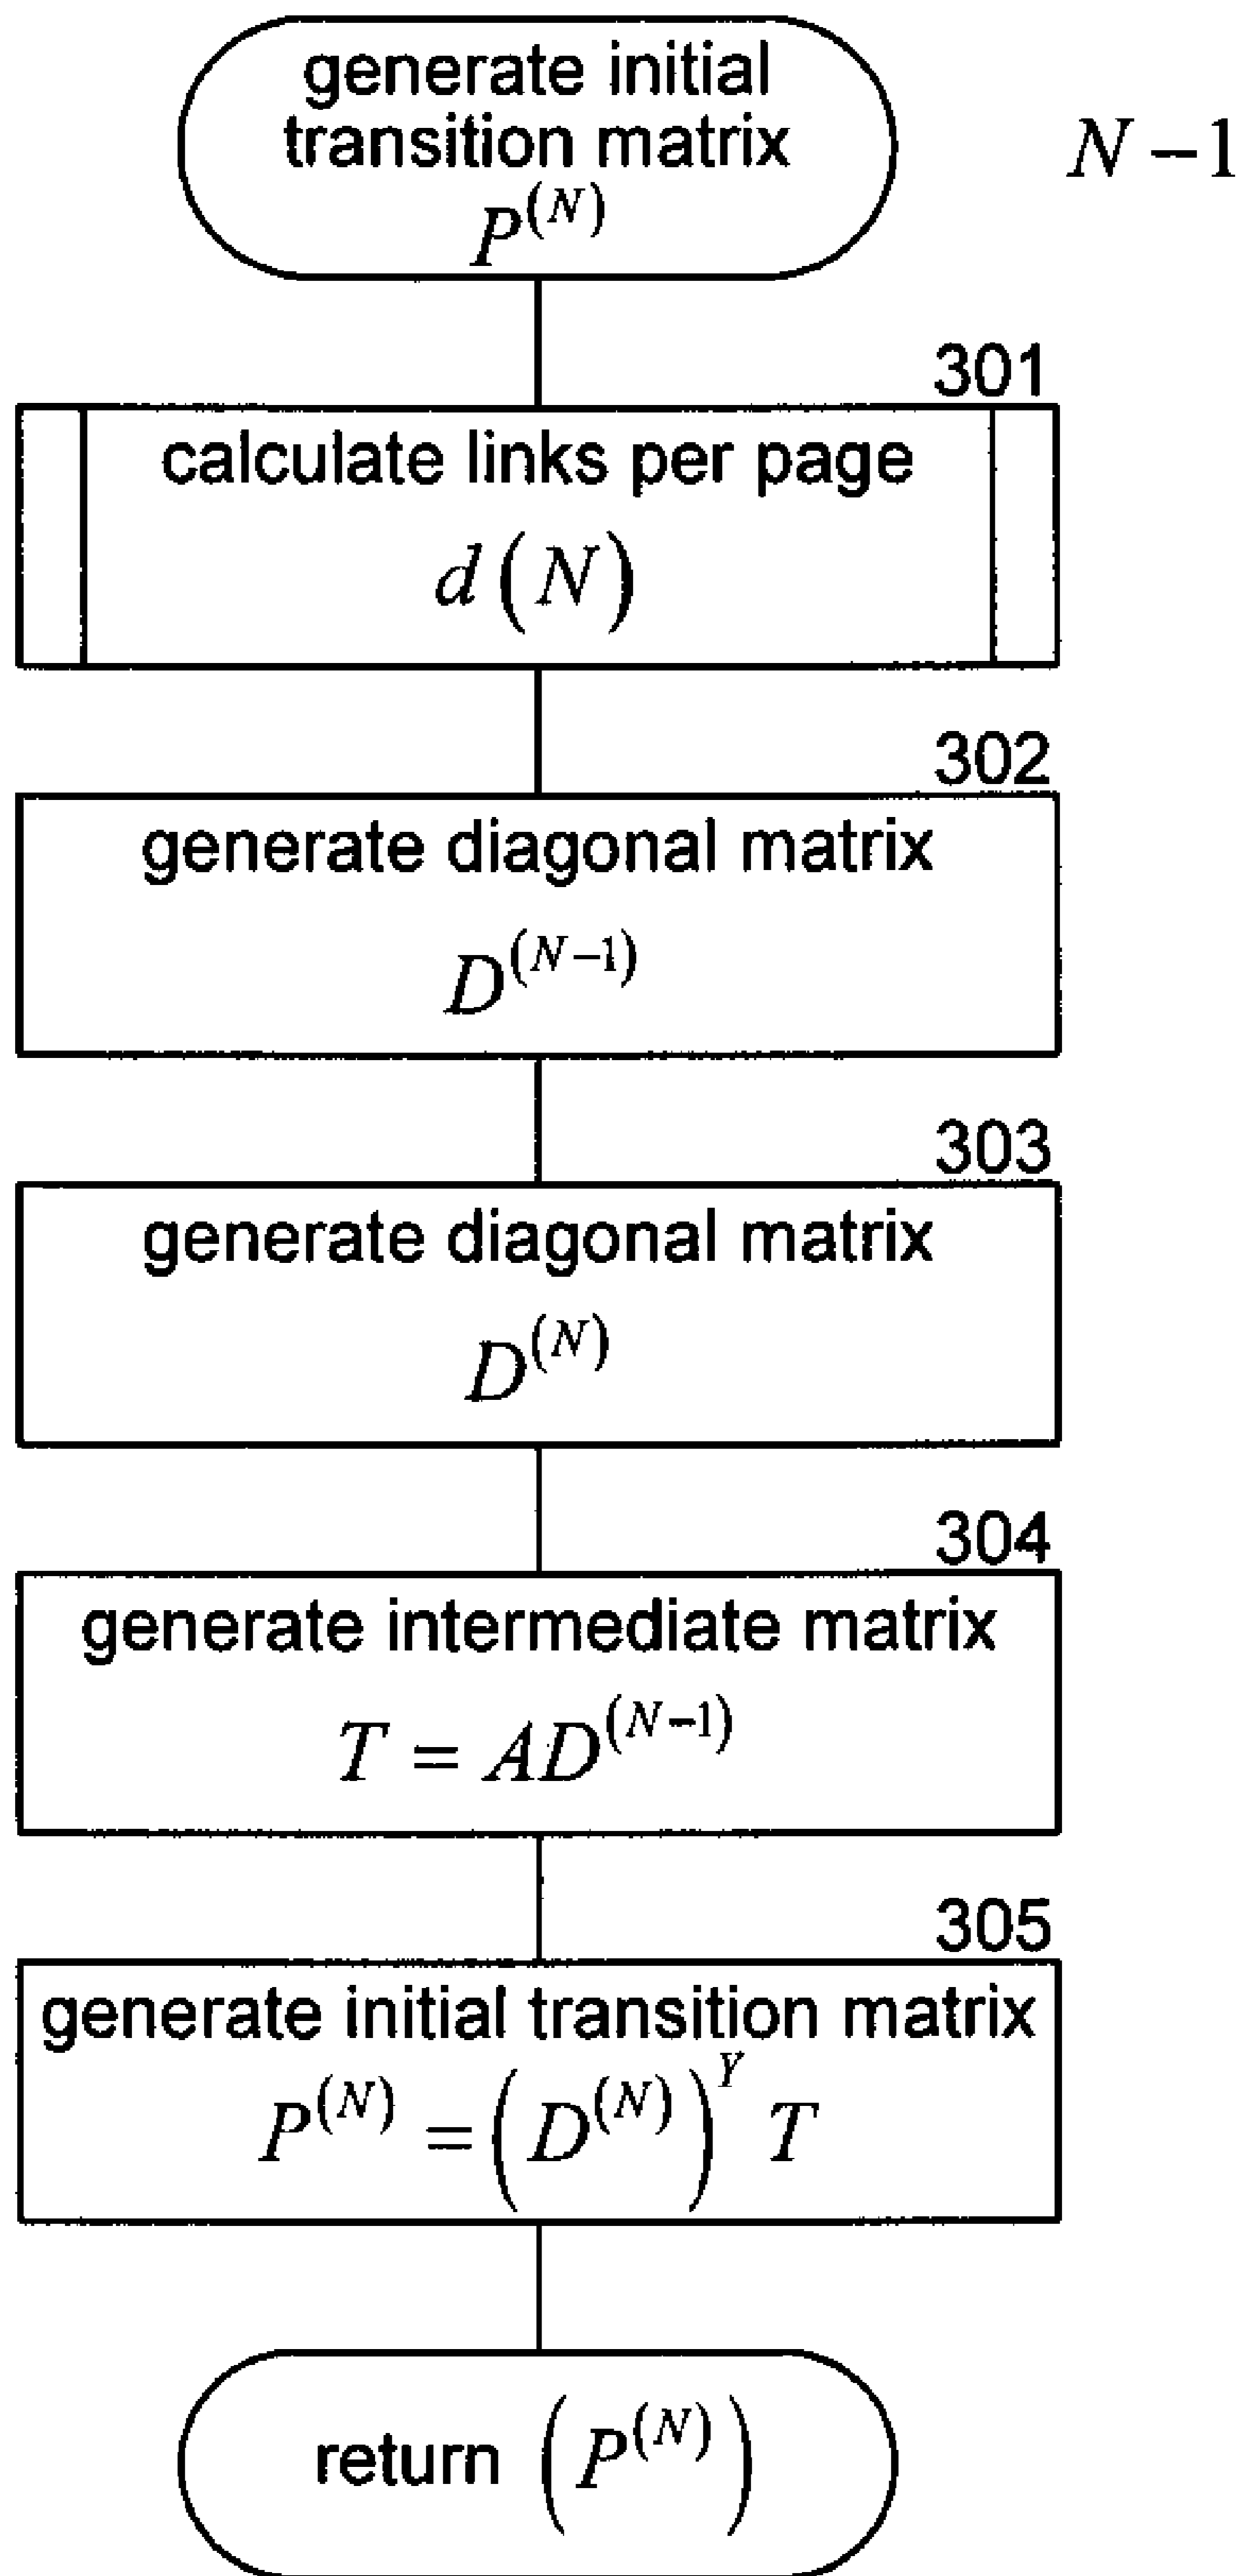 generate initial
transition matrix
P^(N)
N−1
301
calculate links per page
d(N)
302
generate diagonal matrix
D^(N−1)
303
generate diagonal matrix
D^(N)
304
generate intermediate matrix
T = AD^(N−1)
305
generate initial transition matrix
P^(N) = (D^(N))^Y T
return (P^(N))